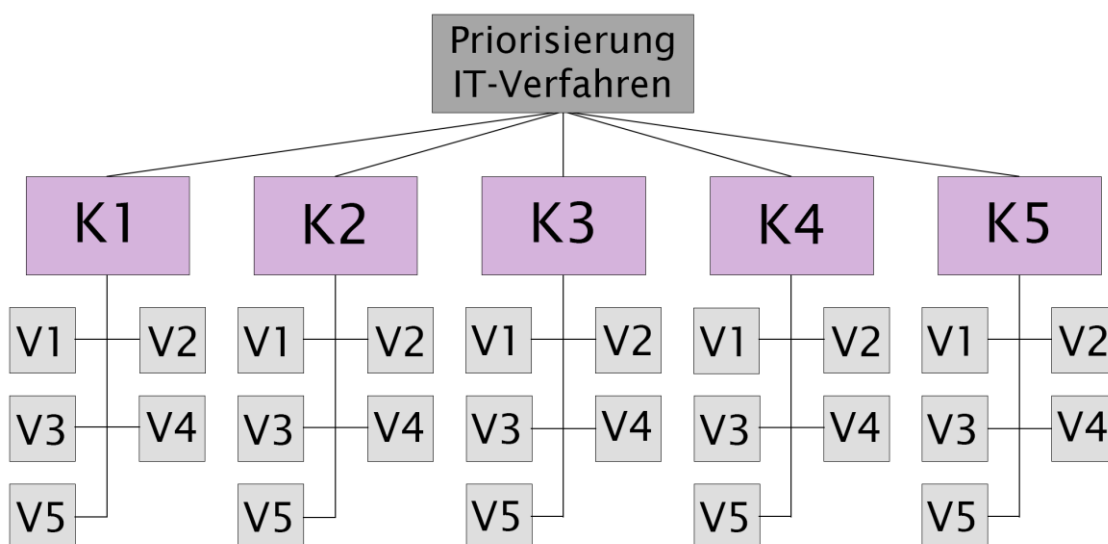 Priorisierung
IT-Verfahren
K1 K2 K3 K4 K5
V1 V2 V1 V2 V1 V2 V1 V2 V1 V2
V3 V4 V3 V4 V3 V4 V3 V4 V3 V4
V5 V5 V5 V5 V5